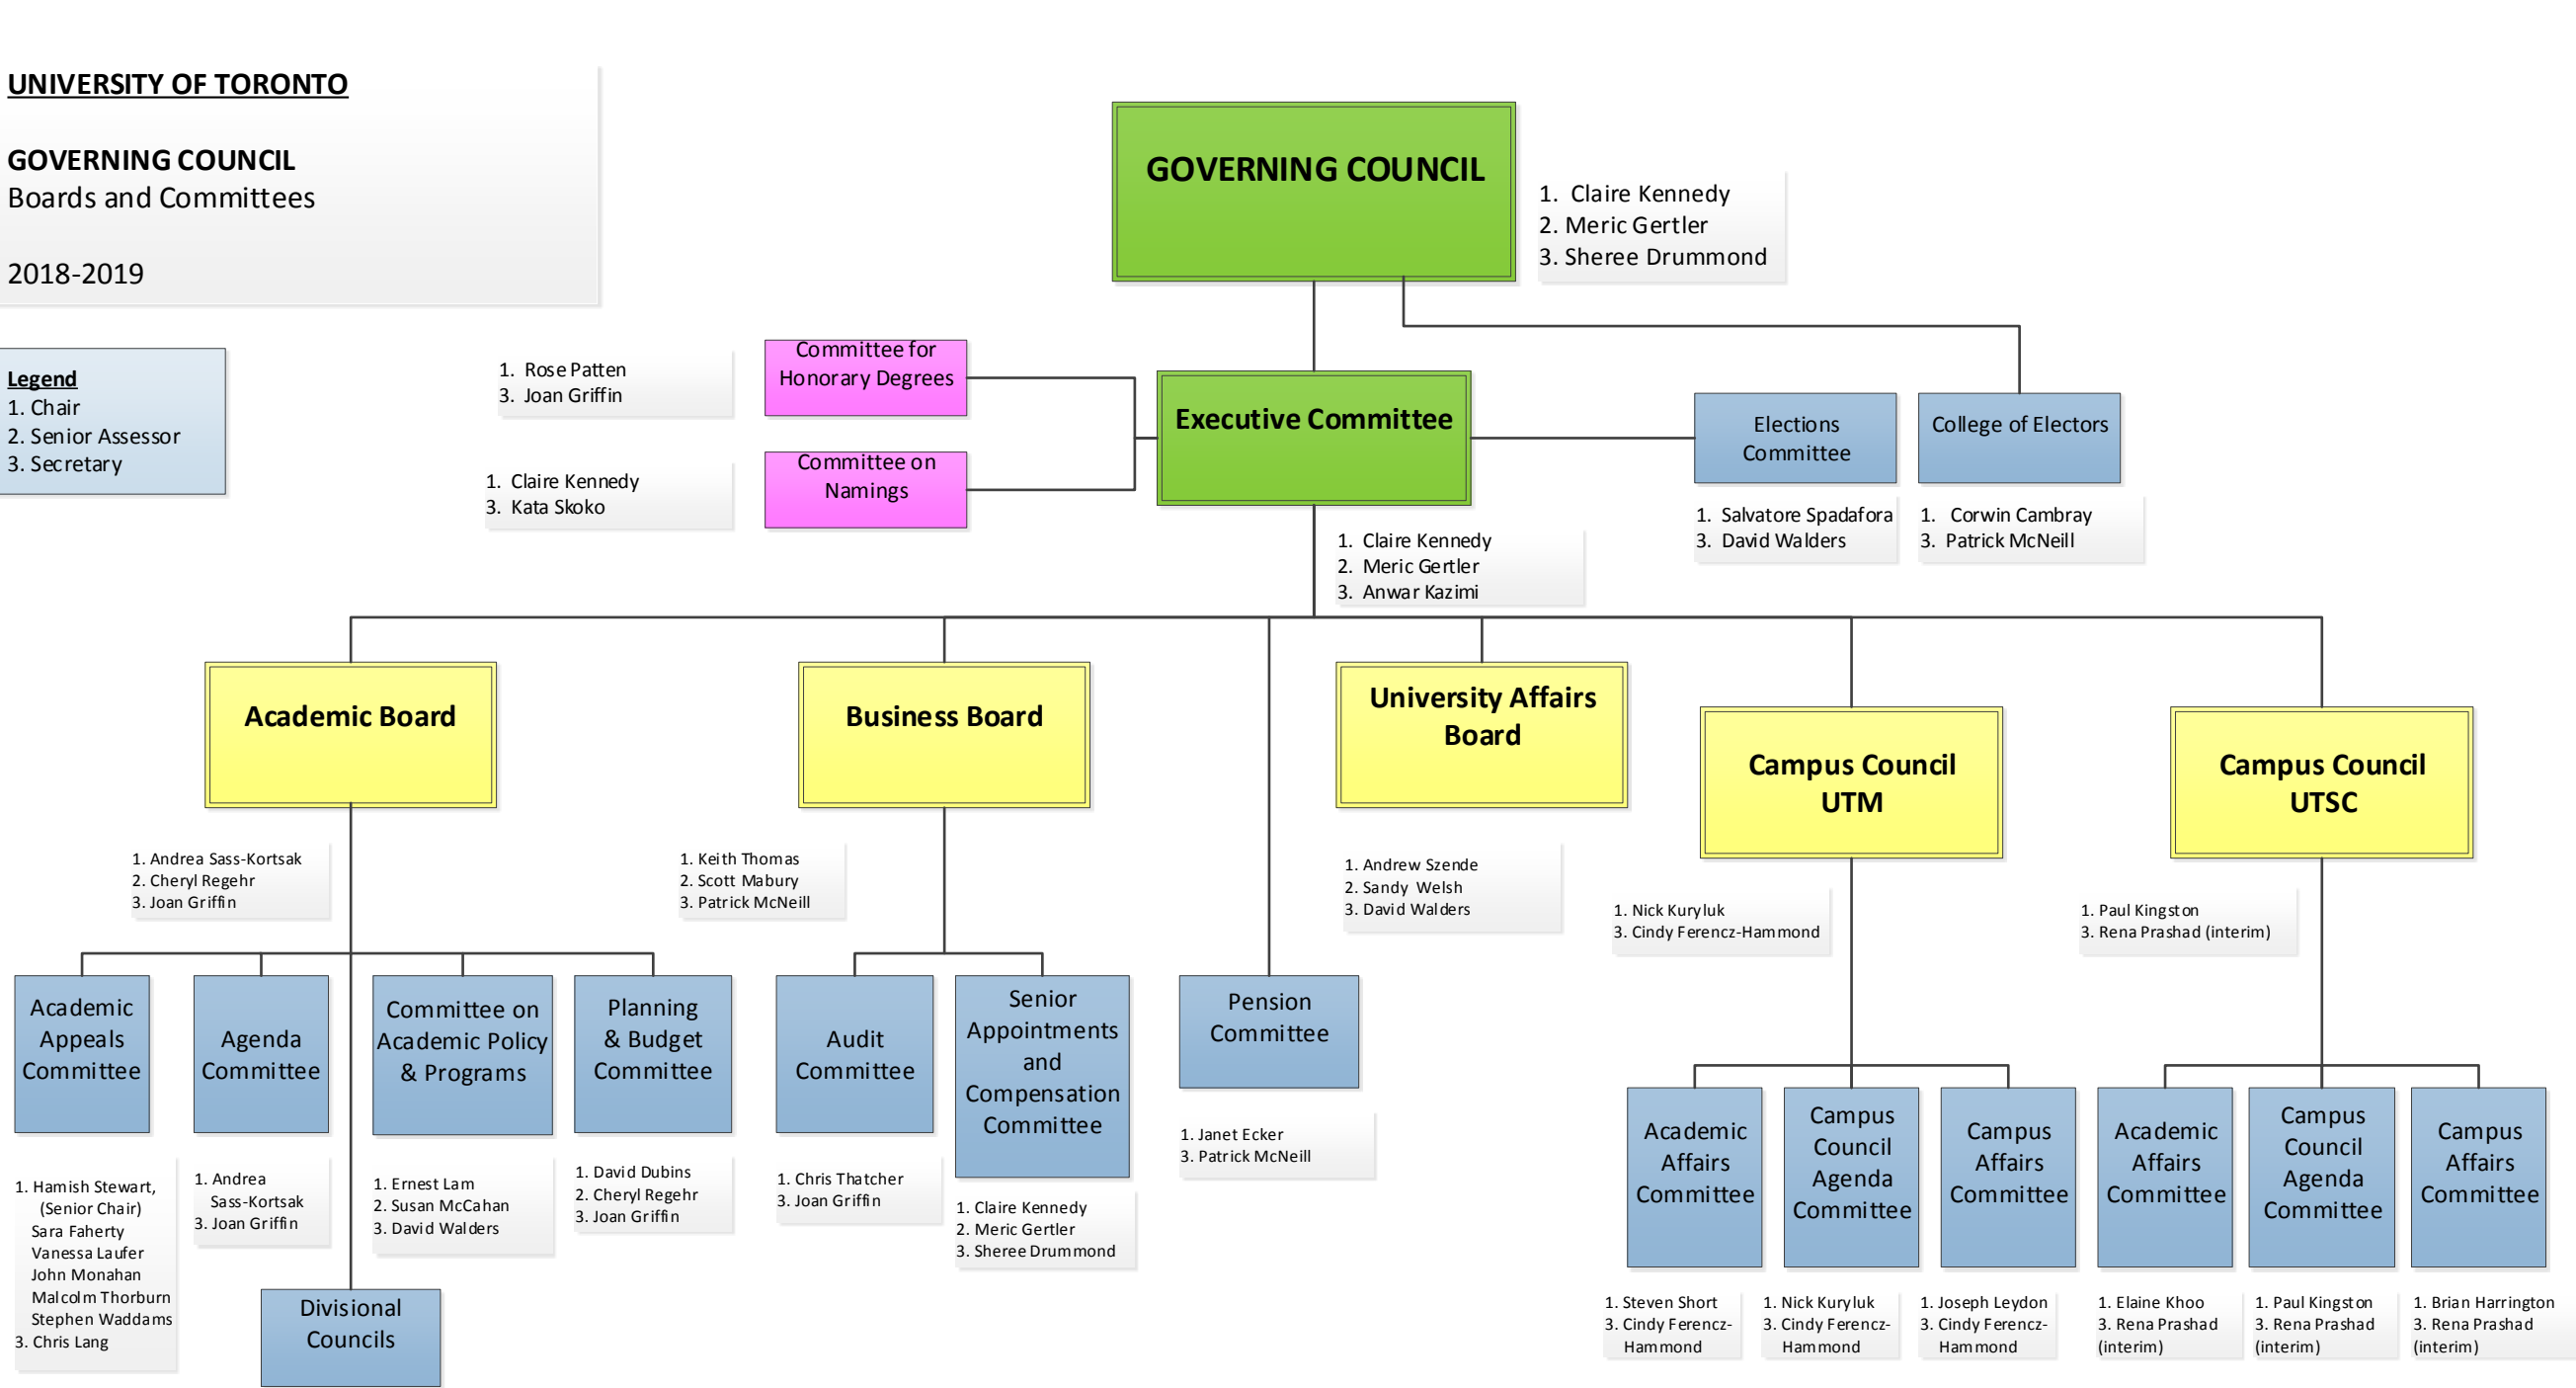 UNIVERSITY OF TORONTO
GOVERNING COUNCIL
Boards and Committees
2018-2019
Legend
1. Chair
2. Senior Assessor
3. Secretary
GOVERNING COUNCIL
1. Claire Kennedy
2. Meric Gertler
3. Sheree Drummond
Committee for
Honorary Degrees
1. Rose Patten
3. Joan Griffin
Committee on
Namings
1. Claire Kennedy
3. Kata Skoko
Executive Committee
1. Claire Kennedy
2. Meric Gertler
3. Anwar Kazimi
Elections
Committee
1. Salvatore Spadafora
3. David Walders
College of Electors
1. Corwin Cambray
3. Patrick McNeill
Academic Board
1. Andrea Sass-Kortsak
2. Cheryl Regehr
3. Joan Griffin
Business Board
1. Keith Thomas
2. Scott Mabury
3. Patrick McNeill
University Affairs
Board
1. Andrew Szende
2. Sandy Welsh
3. David Walders
Campus Council
UTM
1. Nick Kuryluk
3. Cindy Ferencz-Hammond
Campus Council
UTSC
1. Paul Kingston
3. Rena Prashad (interim)
Academic
Appeals
Committee
1. Hamish Stewart,
(Senior Chair)
Sara Faherty
Vanessa Laufer
John Monahan
Malcolm Thorburn
Stephen Waddams
3. Chris Lang
Agenda
Committee
1. Andrea
Sass-Kortsak
3. Joan Griffin
Committee on
Academic Policy
& Programs
1. Ernest Lam
2. Susan McCahan
3. David Walders
Planning
& Budget
Committee
1. David Dubins
2. Cheryl Regehr
3. Joan Griffin
Divisional
Councils
Audit
Committee
1. Chris Thatcher
3. Joan Griffin
Senior
Appointments
and
Compensation
Committee
1. Claire Kennedy
2. Meric Gertler
3. Sheree Drummond
Pension
Committee
1. Janet Ecker
3. Patrick McNeill
Academic
Affairs
Committee
1. Steven Short
3. Cindy Ferencz-
Hammond
Campus
Council
Agenda
Committee
1. Nick Kuryluk
3. Cindy Ferencz-
Hammond
Campus
Affairs
Committee
1. Joseph Leydon
3. Cindy Ferencz-
Hammond
Academic
Affairs
Committee
1. Elaine Khoo
3. Rena Prashad
(interim)
Campus
Council
Agenda
Committee
1. Paul Kingston
3. Rena Prashad
(interim)
Campus
Affairs
Committee
1. Brian Harrington
3. Rena Prashad
(interim)